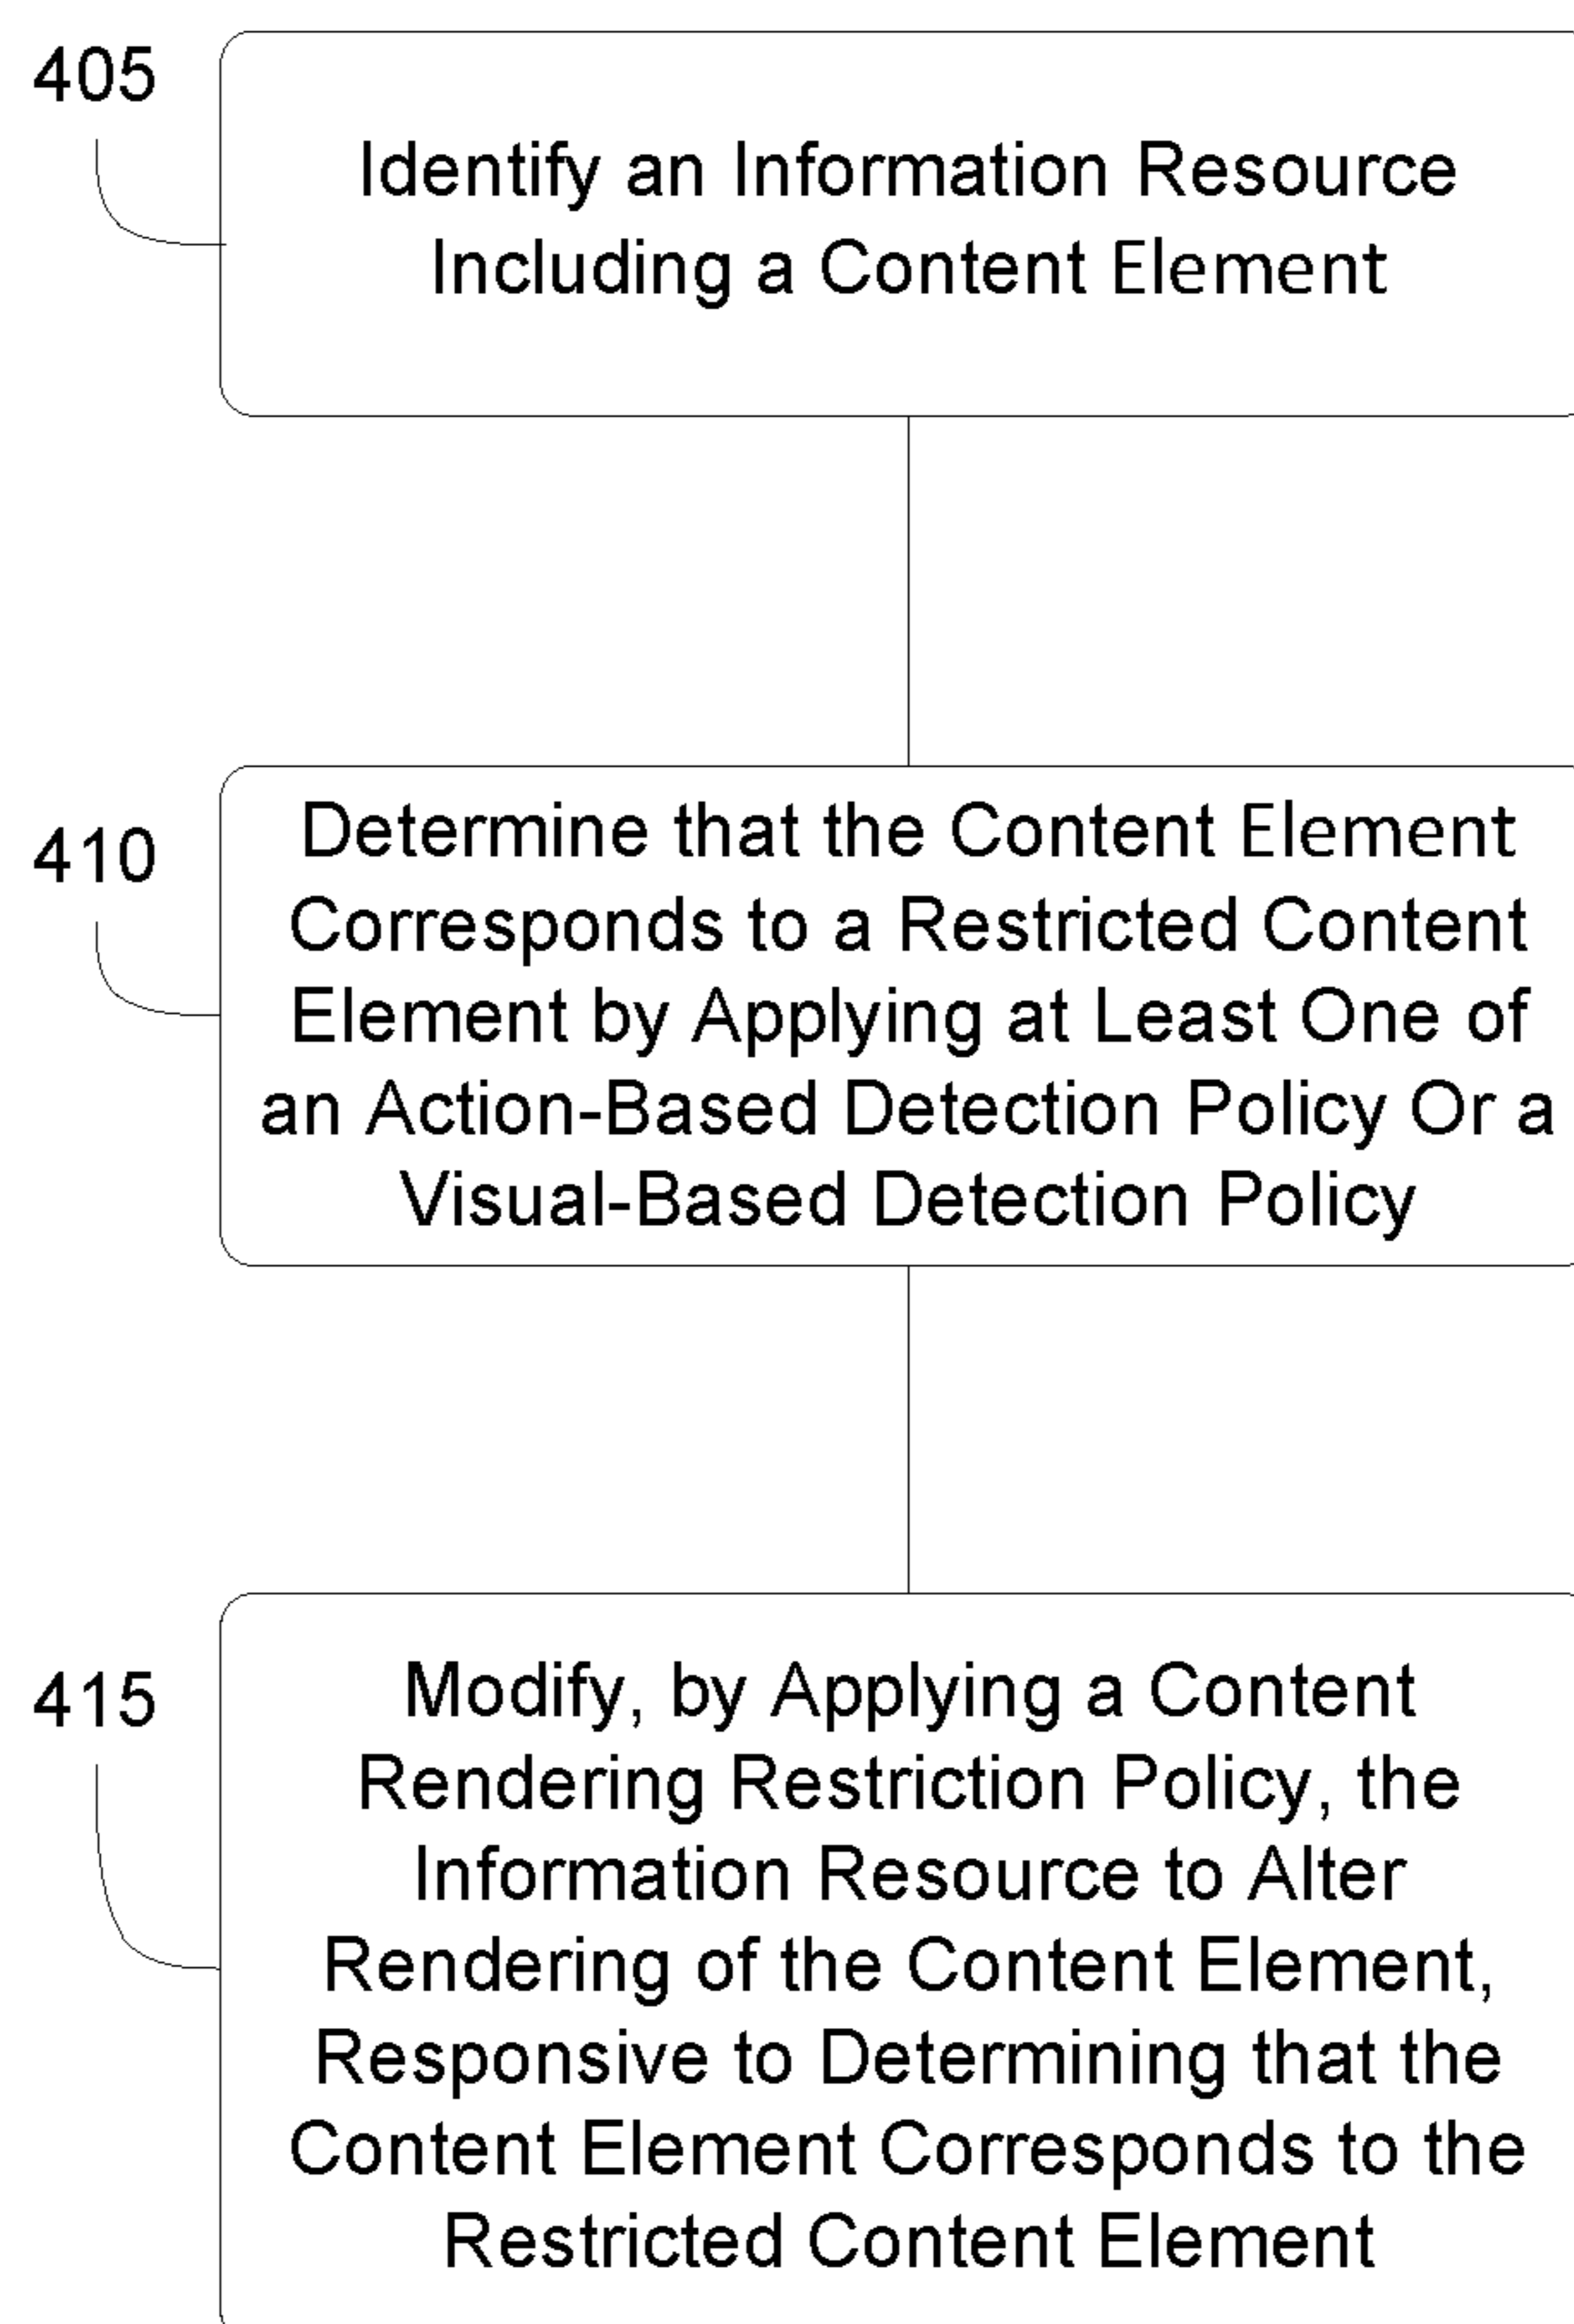 405
Identify an Information Resource
Including a Content Element
410
Determine that the Content Element
Corresponds to a Restricted Content
Element by Applying at Least One of
an Action-Based Detection Policy Or a
Visual-Based Detection Policy
415
Modify, by Applying a Content
Rendering Restriction Policy, the
Information Resource to Alter
Rendering of the Content Element,
Responsive to Determining that the
Content Element Corresponds to the
Restricted Content Element